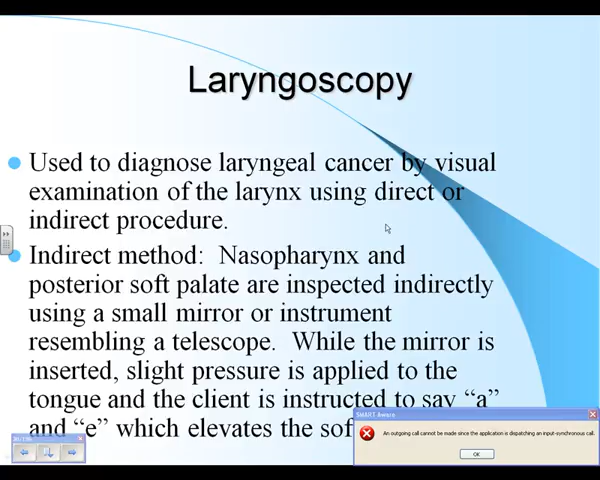 Laryngoscopy
Used to diagnose laryngeal cancer by visual
examination of the larynx using direct or
indirect procedure.
Indirect method:  Nasopharynx and
posterior soft palate are inspected indirectly
using a small mirror or instrument
resembling a telescope.  While the mirror is
inserted, slight pressure is applied to the
tongue and the client is instructed to say “a”
and “e” which elevates the sof
SMART Aware
An outgoing call cannot be made since the application is dispatching an input-synchronous call.
OK